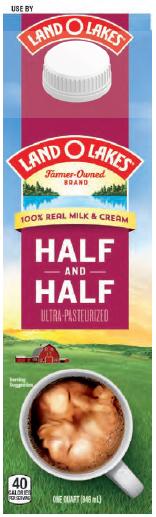 USE BY
LAND O LAKES
LAND O LAKES®
Farmer-Owned
BRAND
100% REAL MILK & CREAM
HALF
AND
HALF
ULTRA-PASTEURIZED
Serving
Suggestion
40
CALORIES
PER SERVING
ONE QUART (946 mL)